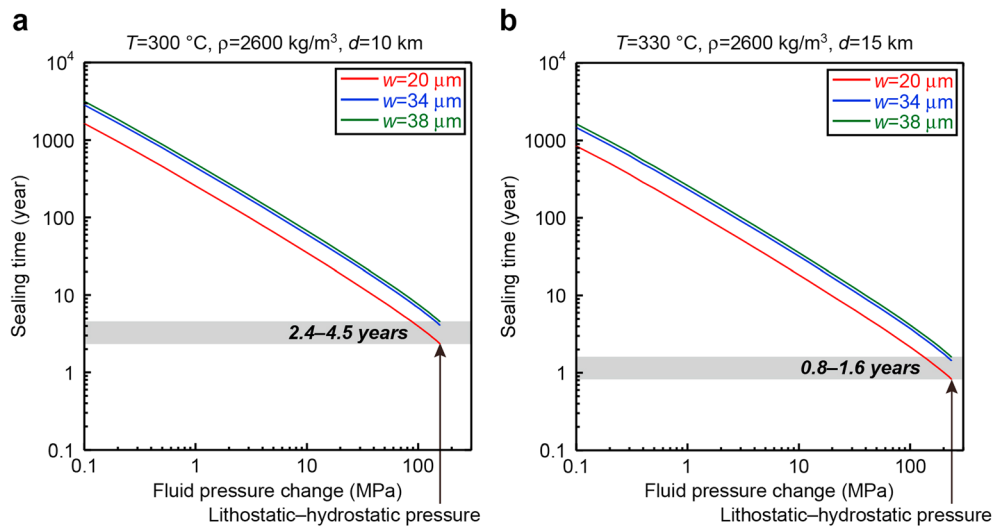 a
T=300 °C, ρ=2600 kg/m³, d=10 km
10⁴
1000
100
10
1
0.1
Sealing time (year)
w=20 μm
w=34 μm
w=38 μm
2.4–4.5 years
0.1 1 10 100
Fluid pressure change (MPa)
Lithostatic–hydrostatic pressure
b
T=330 °C, ρ=2600 kg/m³, d=15 km
10⁴
1000
100
10
1
0.1
Sealing time (year)
w=20 μm
w=34 μm
w=38 μm
0.8–1.6 years
0.1 1 10 100
Fluid pressure change (MPa)
Lithostatic–hydrostatic pressure